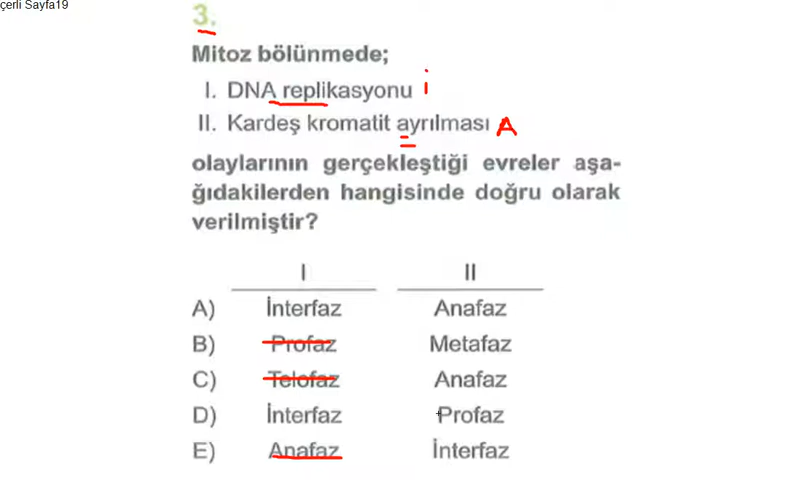 çerli Sayfa19
3.
Mitoz bölünmede;
I. DNA replikasyonu i
II. Kardeş kromatit ayrılması A
olaylarının gerçekleştiği evreler aşa-
ğıdakilerden hangisinde doğru olarak
verilmiştir?
I II
A) İnterfaz Anafaz
B) Profaz Metafaz
C) Telofaz Anafaz
D) İnterfaz Profaz
E) Anafaz İnterfaz